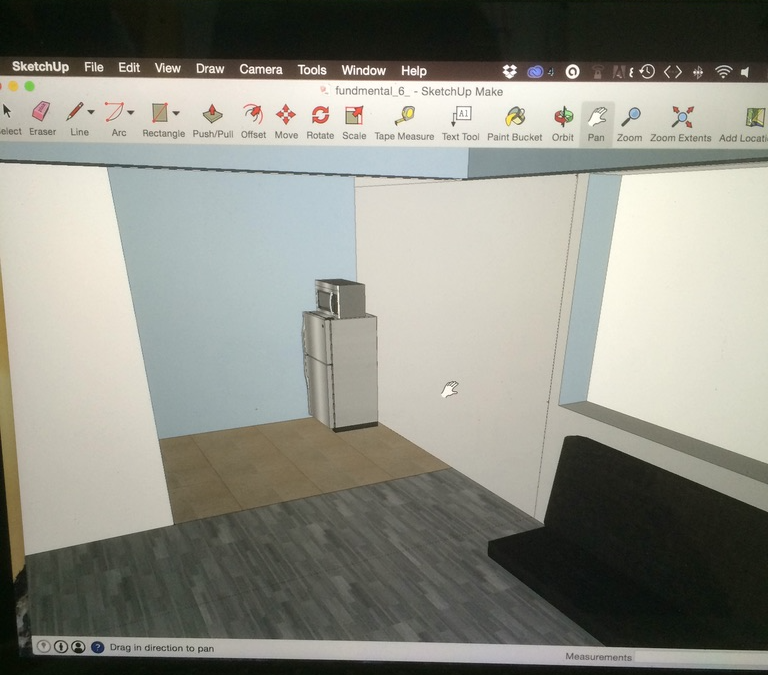 SketchUp File Edit View Draw Camera Tools Window Help
fundmental_6_ - SketchUp Make
elect Eraser Line Arc Rectangle Push/Pull Offset Move Rotate Scale Tape Measure Text Tool Paint Bucket Orbit Pan Zoom Zoom Extents Add Locati
Drag in direction to pan
Measurements